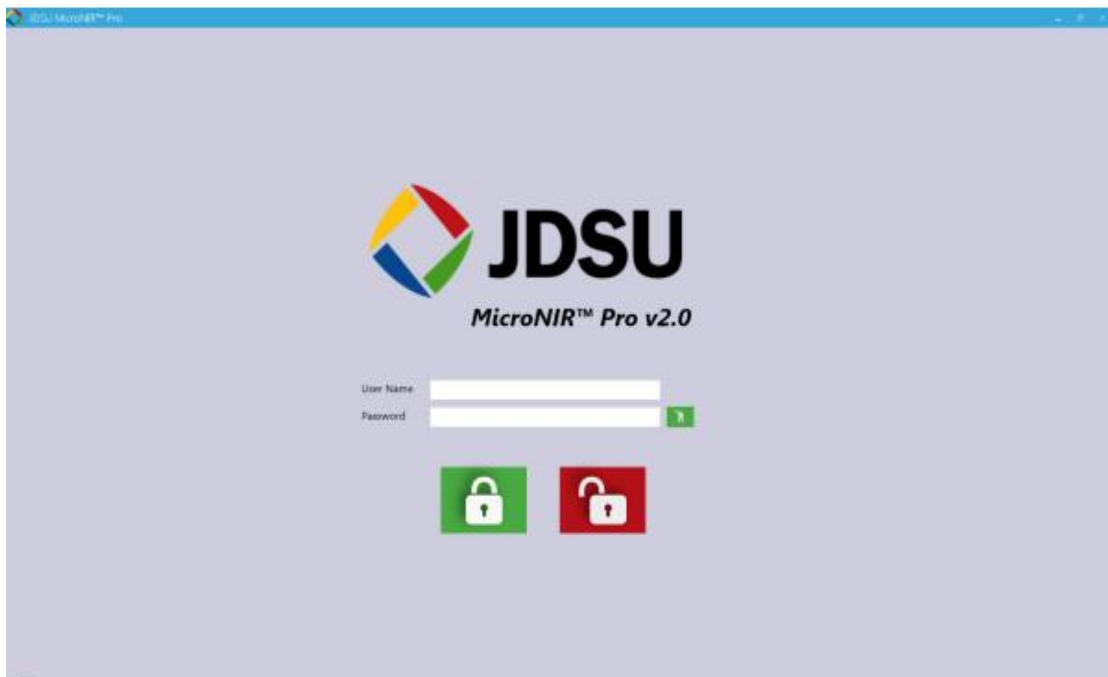 JDSU MicroNIR™ Pro
JDSU
MicroNIR™ Pro v2.0
User Name
Password